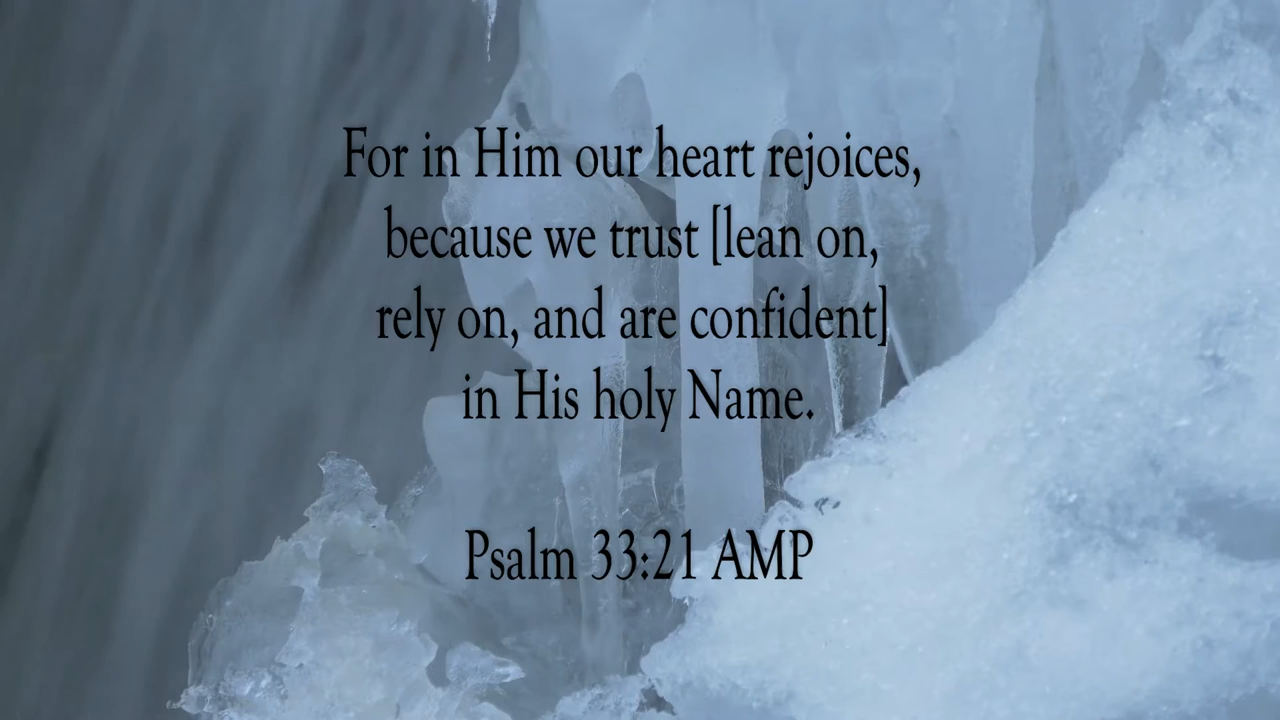 For in Him our heart rejoices,
because we trust [lean on,
rely on, and are confident]
in His holy Name.
Psalm 33:21 AMP